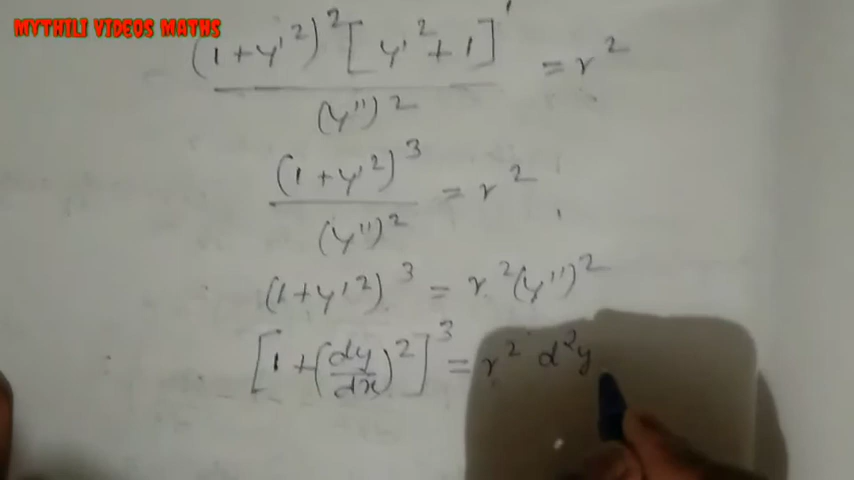 MYTHILI VIDEOS MATHS
(1+y'²)² [y'²+1]' / (y'')² = r²
(1+y'²)³ / (y'')² = r²
(1+y'²)³ = r²(y'')²
[1+(dy/dx)²]³ = r² d²y